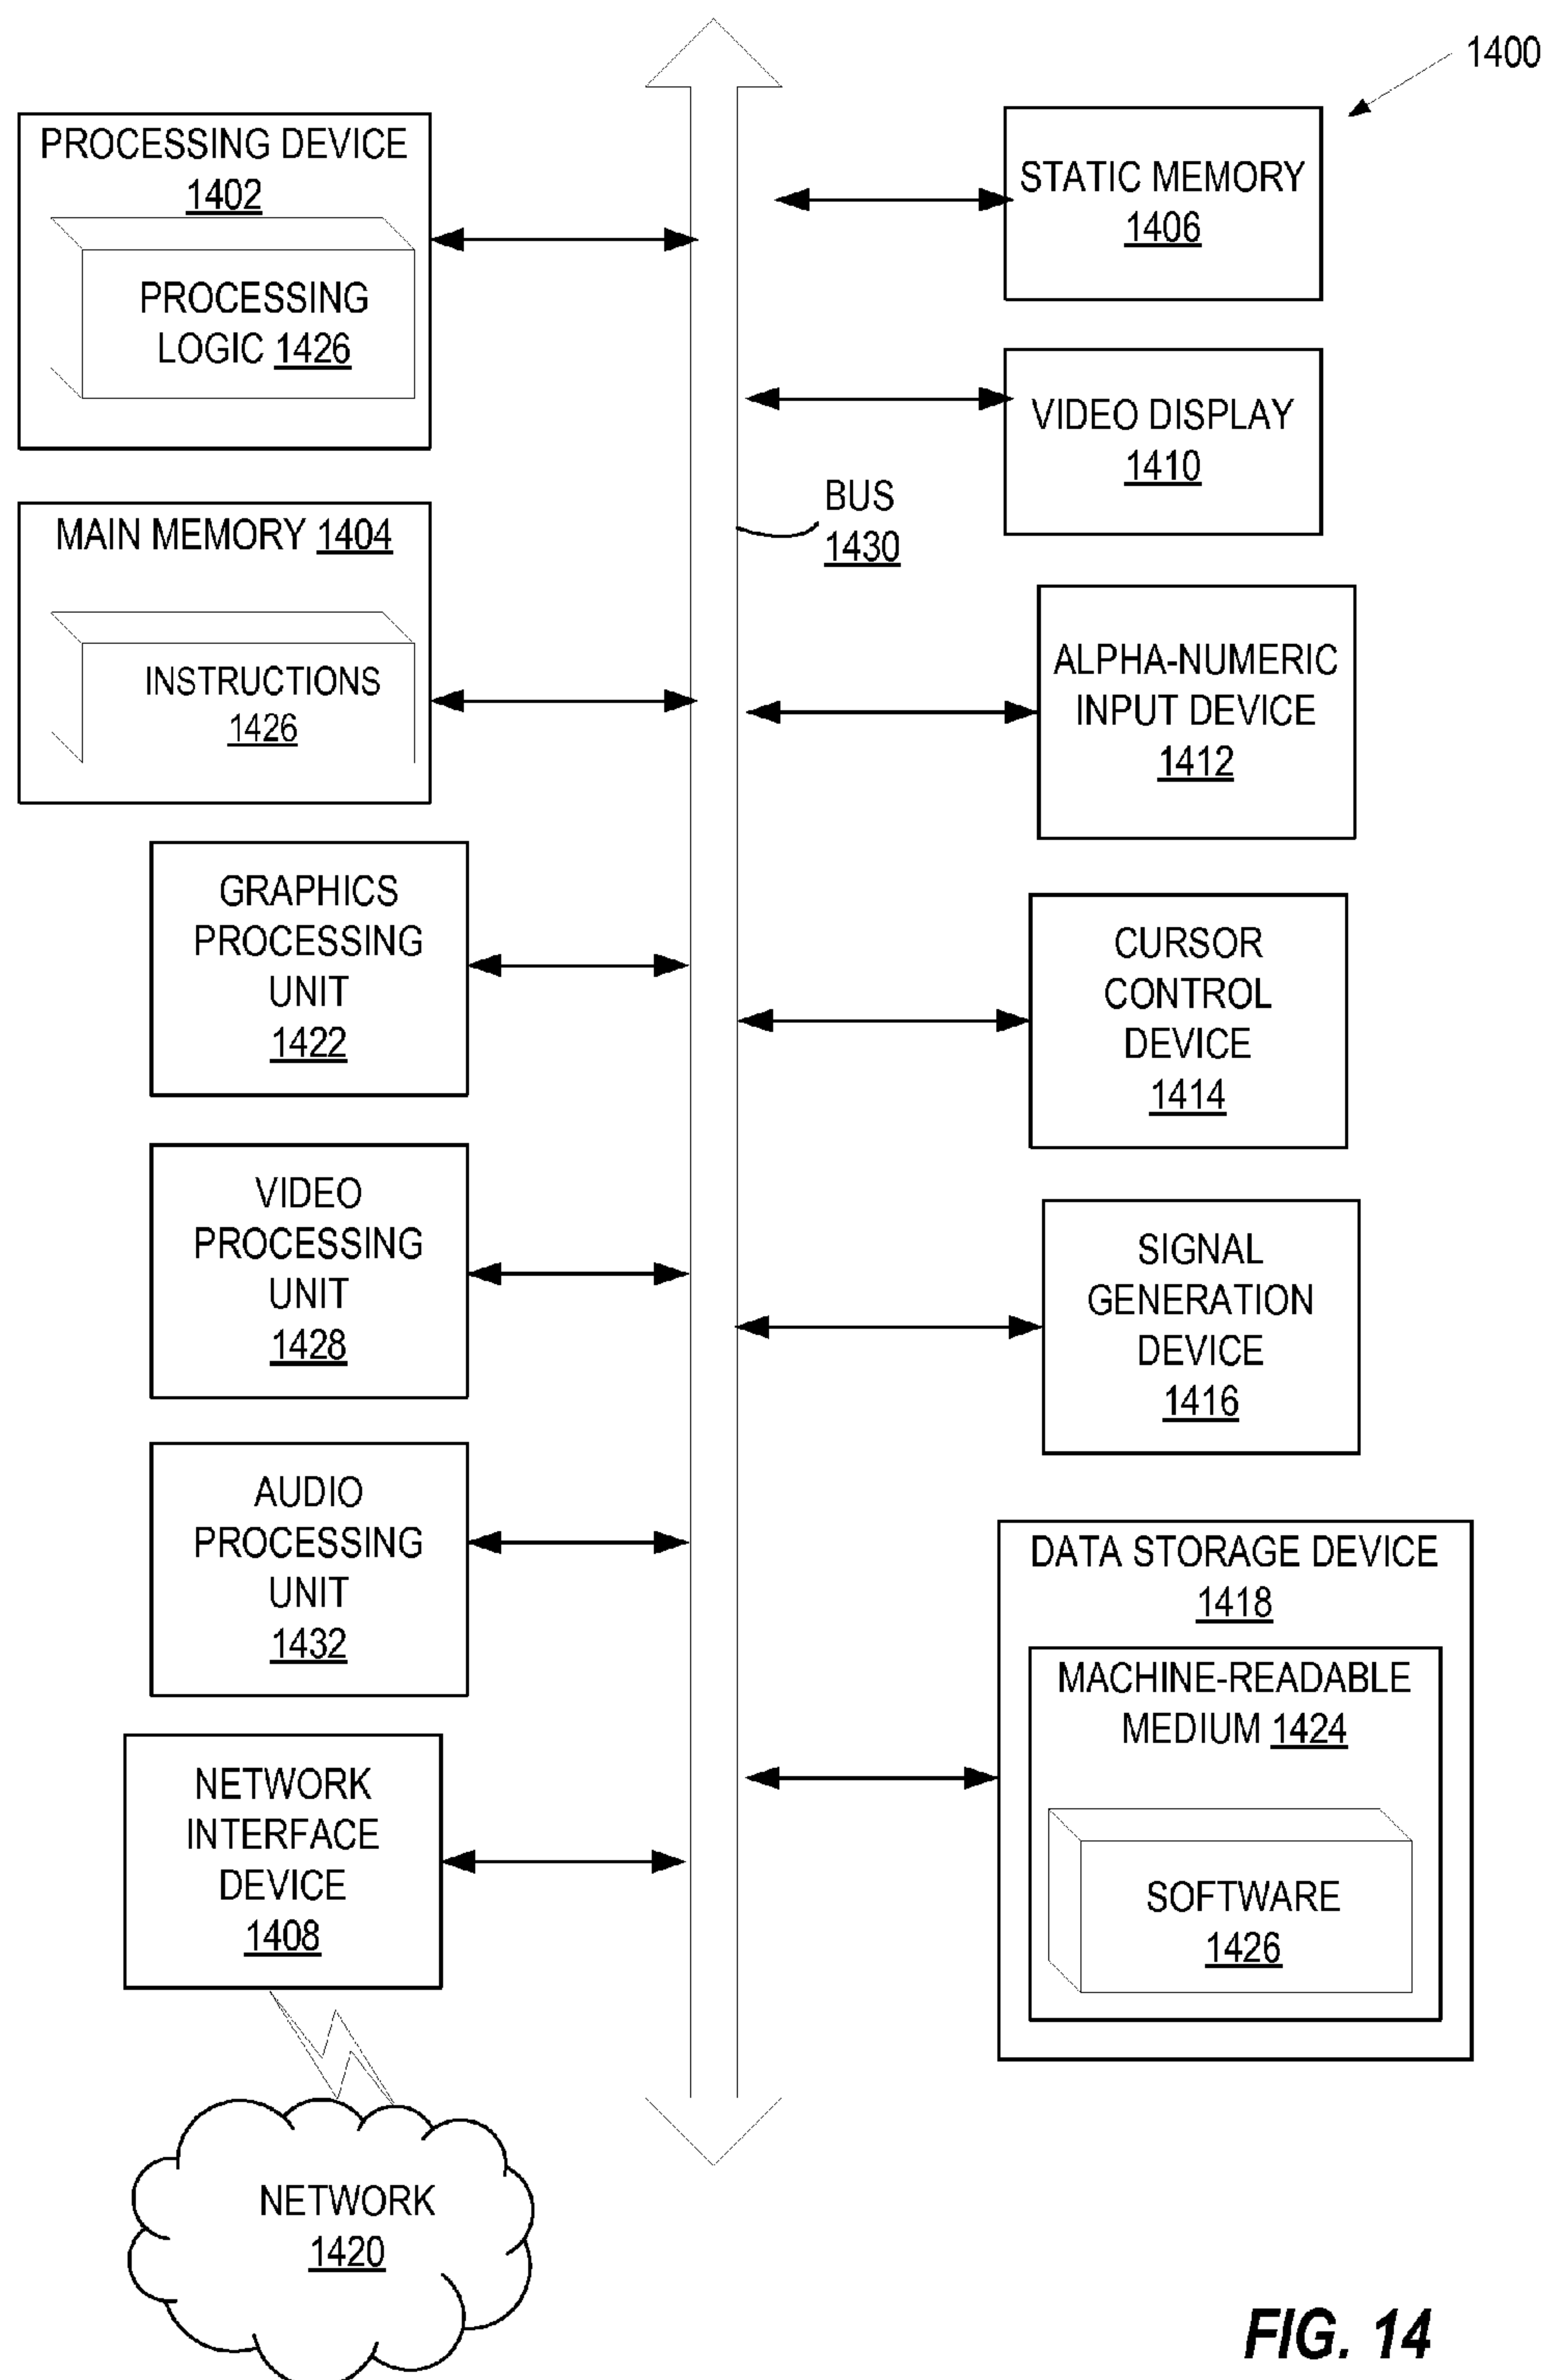 1400
PROCESSING DEVICE
1402
PROCESSING
LOGIC 1426
MAIN MEMORY 1404
INSTRUCTIONS
1426
GRAPHICS
PROCESSING
UNIT
1422
VIDEO
PROCESSING
UNIT
1428
AUDIO
PROCESSING
UNIT
1432
NETWORK
INTERFACE
DEVICE
1408
NETWORK
1420
BUS
1430
STATIC MEMORY
1406
VIDEO DISPLAY
1410
ALPHA-NUMERIC
INPUT DEVICE
1412
CURSOR
CONTROL
DEVICE
1414
SIGNAL
GENERATION
DEVICE
1416
DATA STORAGE DEVICE
1418
MACHINE-READABLE
MEDIUM 1424
SOFTWARE
1426
FIG. 14